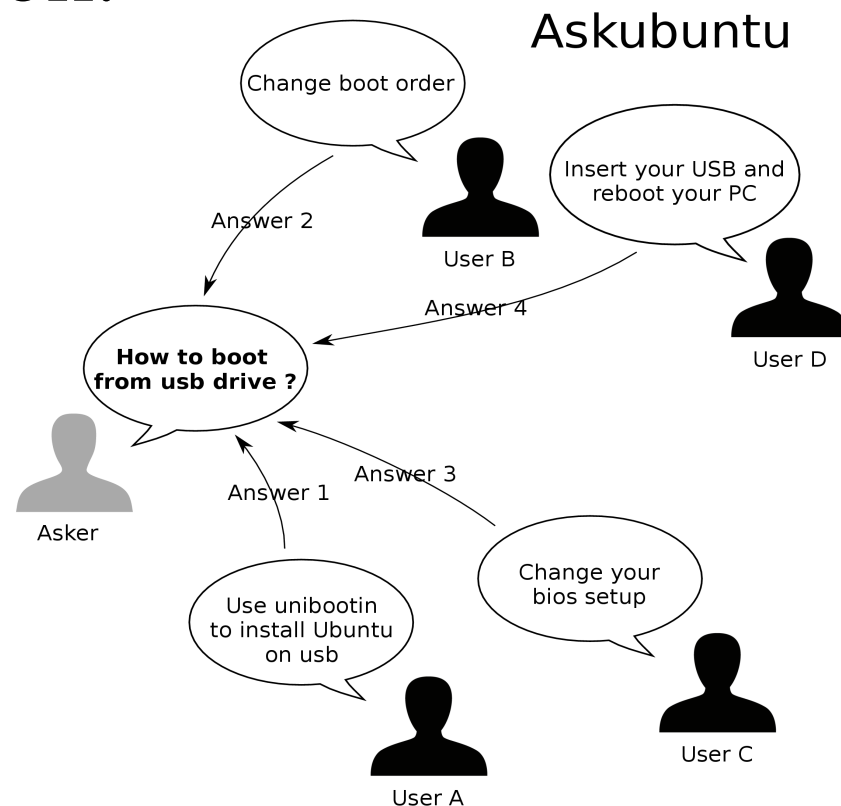 Askubuntu
Change boot order
Insert your USB and
reboot your PC
Answer 2
User B
Answer 4
User D
How to boot
from usb drive ?
Asker
Answer 3
Answer 1
Change your
bios setup
Use unibootin
to install Ubuntu
on usb
User C
User A